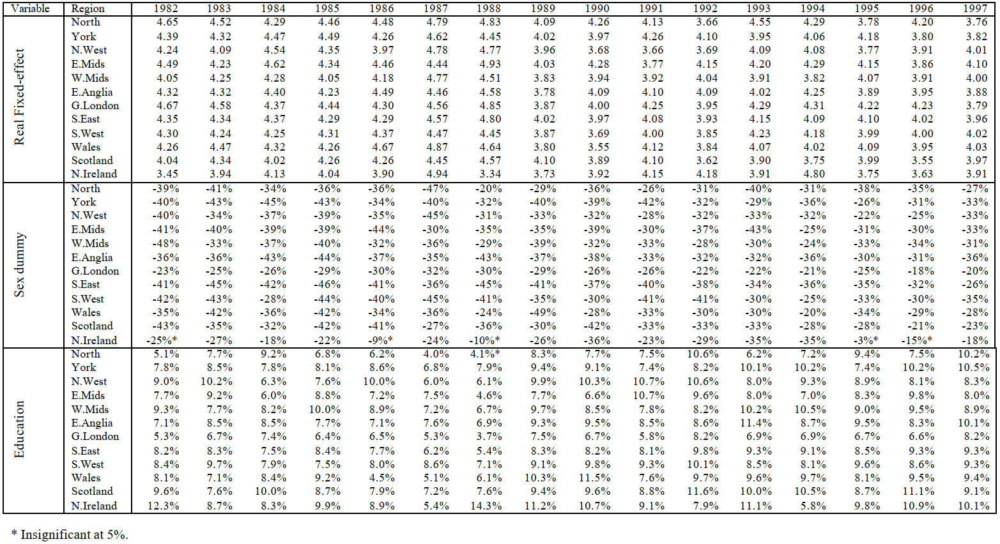 Variable Region 1982 1983 1984 1985 1986 1987 1988 1989 1990 1991 1992 1993 1994 1995 1996 1997
Real Fixed-effect
North 4.65 4.52 4.29 4.46 4.48 4.79 4.83 4.09 4.26 4.13 3.66 4.55 4.29 3.78 4.20 3.76
York 4.39 4.32 4.47 4.49 4.26 4.62 4.45 4.02 3.97 4.26 4.10 3.95 4.06 4.18 3.80 3.82
N.West 4.24 4.09 4.54 4.35 3.97 4.78 4.77 3.96 3.68 3.66 3.69 4.09 4.08 3.77 3.91 4.01
E.Mids 4.49 4.23 4.62 4.34 4.46 4.44 4.93 4.03 4.28 3.77 4.15 4.20 4.29 4.15 3.86 4.10
W.Mids 4.05 4.25 4.28 4.05 4.18 4.77 4.51 3.83 3.94 3.92 4.04 3.91 3.82 4.07 3.91 4.00
E.Anglia 4.32 4.32 4.40 4.23 4.49 4.46 4.58 3.78 4.09 4.10 4.09 4.02 4.25 3.89 3.95 3.88
G.London 4.67 4.58 4.37 4.44 4.30 4.56 4.85 3.87 4.00 4.25 3.95 4.29 4.31 4.22 4.23 3.79
S.East 4.35 4.34 4.37 4.29 4.29 4.57 4.80 4.02 3.97 4.08 3.93 4.15 4.09 4.10 4.02 3.96
S.West 4.30 4.24 4.25 4.31 4.37 4.47 4.45 3.87 3.69 4.00 3.85 4.23 4.18 3.99 4.00 4.02
Wales 4.26 4.47 4.32 4.26 4.67 4.87 4.64 3.80 3.55 4.12 3.84 4.07 4.02 4.09 3.95 4.03
Scotland 4.04 4.34 4.02 4.26 4.26 4.45 4.57 4.10 3.89 4.10 3.62 3.90 3.75 3.99 3.55 3.97
N.Ireland 3.45 3.94 4.13 4.04 3.90 4.94 3.34 3.73 3.92 4.15 4.18 3.91 4.80 3.75 3.63 3.91
Sex dummy
North -39% -41% -34% -36% -36% -47% -20% -29% -36% -26% -31% -40% -31% -38% -35% -27%
York -40% -43% -45% -43% -34% -40% -32% -40% -39% -42% -32% -29% -36% -26% -31% -33%
N.West -40% -34% -37% -39% -35% -45% -31% -33% -32% -28% -32% -33% -32% -22% -25% -33%
E.Mids -41% -40% -39% -39% -44% -30% -35% -35% -39% -30% -37% -43% -25% -31% -30% -33%
W.Mids -48% -33% -37% -40% -32% -36% -29% -39% -32% -33% -28% -30% -24% -33% -34% -31%
E.Anglia -36% -36% -43% -44% -37% -35% -43% -37% -38% -33% -32% -32% -36% -30% -31% -36%
G.London -23% -25% -26% -29% -30% -32% -30% -29% -26% -26% -22% -22% -21% -25% -18% -20%
S.East -41% -45% -42% -46% -41% -36% -45% -41% -37% -40% -38% -34% -36% -35% -32% -26%
S.West -42% -43% -28% -44% -40% -45% -41% -35% -30% -41% -41% -30% -25% -33% -30% -35%
Wales -35% -42% -36% -42% -34% -36% -24% -49% -28% -33% -30% -30% -20% -34% -29% -28%
Scotland -43% -35% -32% -42% -41% -27% -36% -30% -42% -33% -33% -33% -28% -28% -21% -23%
N.Ireland -25%* -27% -18% -22% -9%* -24% -10%* -26% -36% -23% -29% -35% -35% -3%* -15%* -18%
Education
North 5.1% 7.7% 9.2% 6.8% 6.2% 4.0% 4.1%* 8.3% 7.7% 7.5% 10.6% 6.2% 7.2% 9.4% 7.5% 10.2%
York 7.8% 8.5% 7.8% 8.1% 8.6% 6.8% 7.9% 9.4% 9.1% 7.4% 8.2% 10.1% 10.2% 7.4% 10.2% 10.5%
N.West 9.0% 10.2% 6.3% 7.6% 10.0% 6.0% 6.1% 9.9% 10.3% 10.7% 10.6% 8.0% 9.3% 8.9% 8.1% 8.3%
E.Mids 7.7% 9.2% 6.0% 8.8% 7.2% 7.5% 4.6% 7.7% 6.6% 10.7% 9.6% 8.0% 7.0% 8.3% 9.8% 8.0%
W.Mids 9.3% 7.7% 8.2% 10.0% 8.9% 7.2% 6.7% 9.7% 8.5% 7.8% 8.2% 10.2% 10.5% 9.0% 9.5% 8.9%
E.Anglia 7.1% 8.5% 8.5% 7.7% 7.1% 7.6% 6.9% 9.3% 9.5% 8.5% 8.6% 11.4% 8.7% 9.5% 8.3% 10.1%
G.London 5.3% 6.7% 7.4% 6.4% 6.5% 5.3% 3.7% 7.5% 6.7% 5.8% 8.2% 6.9% 6.9% 6.7% 6.6% 8.2%
S.East 8.2% 8.3% 7.5% 8.4% 7.7% 6.2% 5.4% 8.3% 8.2% 8.1% 9.8% 9.3% 9.1% 8.5% 9.3% 9.3%
S.West 8.4% 9.7% 7.9% 7.5% 8.0% 8.6% 7.1% 9.1% 9.8% 9.3% 10.1% 8.5% 8.1% 9.6% 8.6% 9.3%
Wales 8.1% 7.1% 8.4% 9.2% 4.5% 5.1% 6.1% 10.3% 11.5% 7.6% 9.7% 9.6% 9.7% 8.1% 9.5% 9.4%
Scotland 9.6% 7.6% 10.0% 8.7% 7.9% 7.2% 7.6% 9.4% 9.6% 8.8% 11.6% 10.0% 10.5% 8.7% 11.1% 9.1%
N.Ireland 12.3% 8.7% 8.3% 9.9% 8.9% 5.4% 14.3% 11.2% 10.7% 9.1% 7.9% 11.1% 5.8% 9.8% 10.9% 10.1%
* Insignificant at 5%.